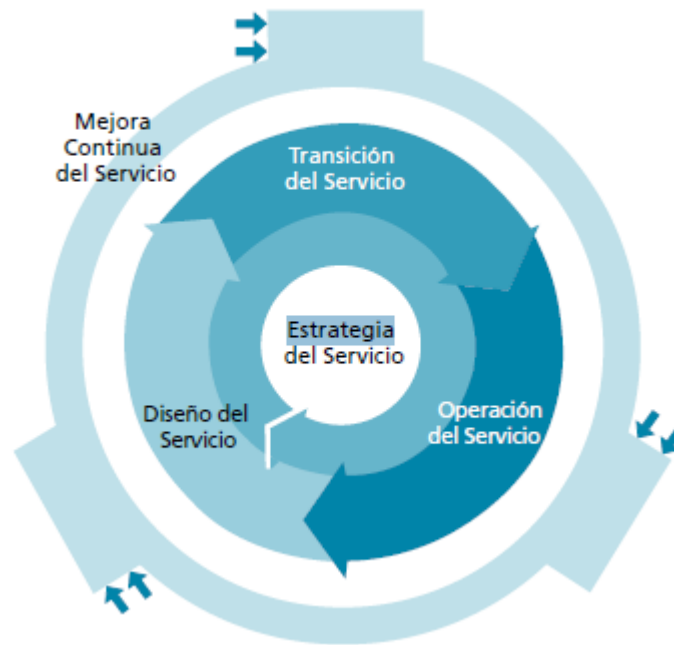 Mejora
Continua
del Servicio
Transición
del Servicio
Estrategia
del Servicio
Diseño del
Servicio
Operación
del Servicio